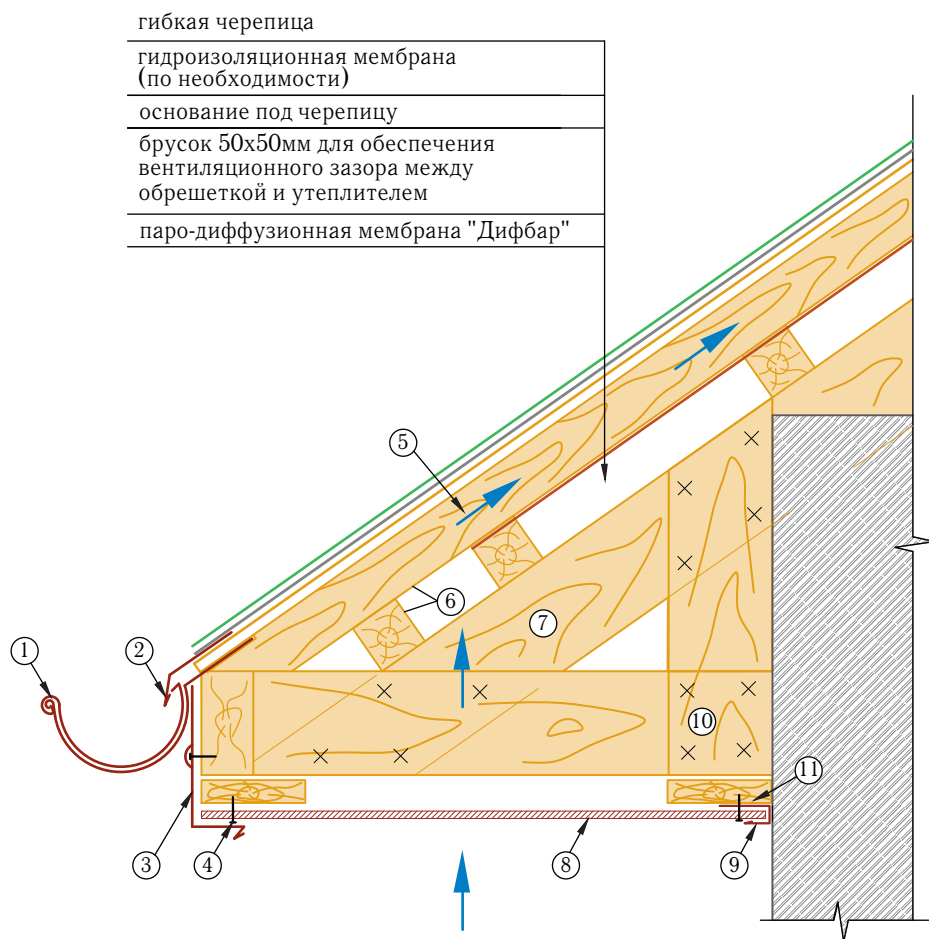 гибкая черепица
гидроизоляционная мембрана
(по необходимости)
основание под черепицу
брусок 50х50мм для обеспечения
вентиляционного зазора между
обрешеткой и утеплителем
паро-диффузионная мембрана "Дифбар"
5
6
7
1
2
10
11
3
4
8
9